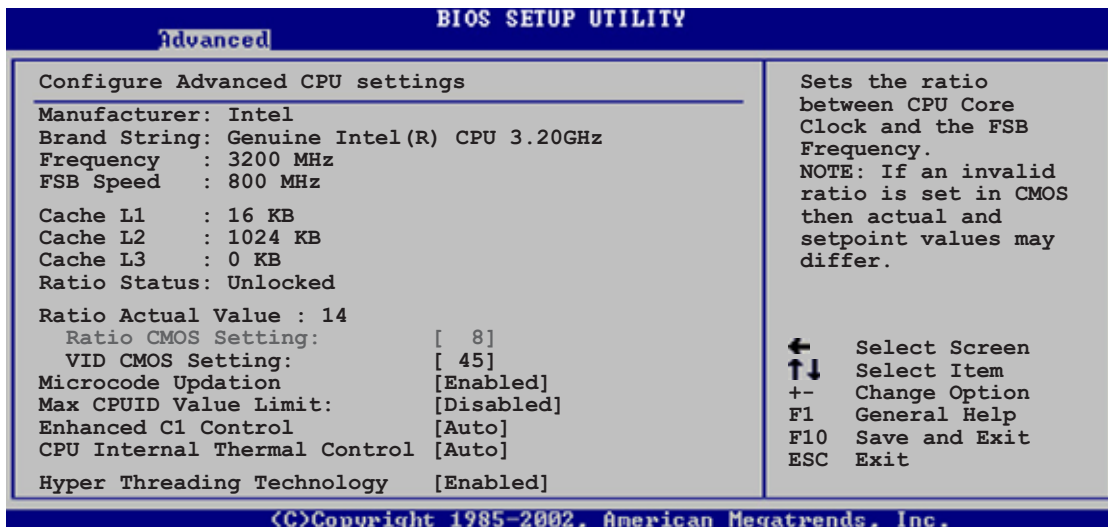 BIOS SETUP UTILITY
Advanced
Configure Advanced CPU settings
Manufacturer: Intel
Brand String: Genuine Intel(R) CPU 3.20GHz
Frequency : 3200 MHz
FSB Speed : 800 MHz
Cache L1 : 16 KB
Cache L2 : 1024 KB
Cache L3 : 0 KB
Ratio Status: Unlocked
Ratio Actual Value : 14
Ratio CMOS Setting: [ 8]
VID CMOS Setting: [ 45]
Microcode Updation [Enabled]
Max CPUID Value Limit: [Disabled]
Enhanced C1 Control [Auto]
CPU Internal Thermal Control [Auto]
Hyper Threading Technology [Enabled]
Sets the ratio
between CPU Core
Clock and the FSB
Frequency.
NOTE: If an invalid
ratio is set in CMOS
then actual and
setpoint values may
differ.
← Select Screen
↑↓ Select Item
+- Change Option
F1 General Help
F10 Save and Exit
ESC Exit
(C)Copyright 1985-2002, American Megatrends, Inc.